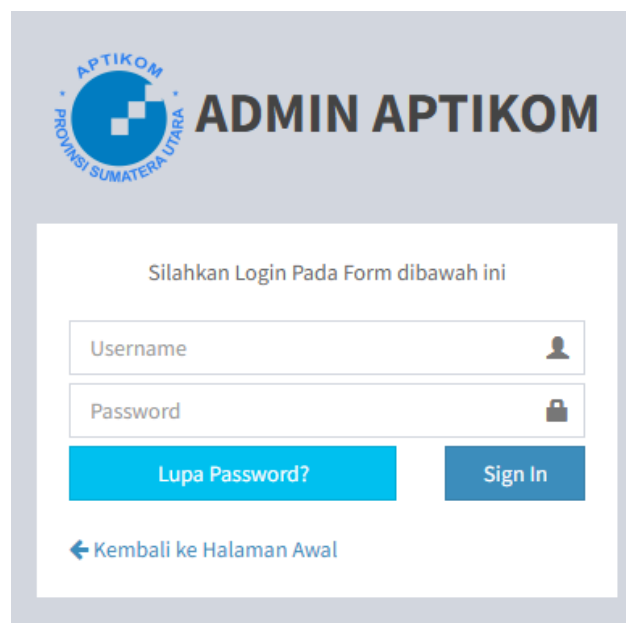 APTIKOM
PROVINSI SUMATERA UTARA
ADMIN APTIKOM
Silahkan Login Pada Form dibawah ini
Username
Password
Lupa Password?
Sign In
Kembali ke Halaman Awal